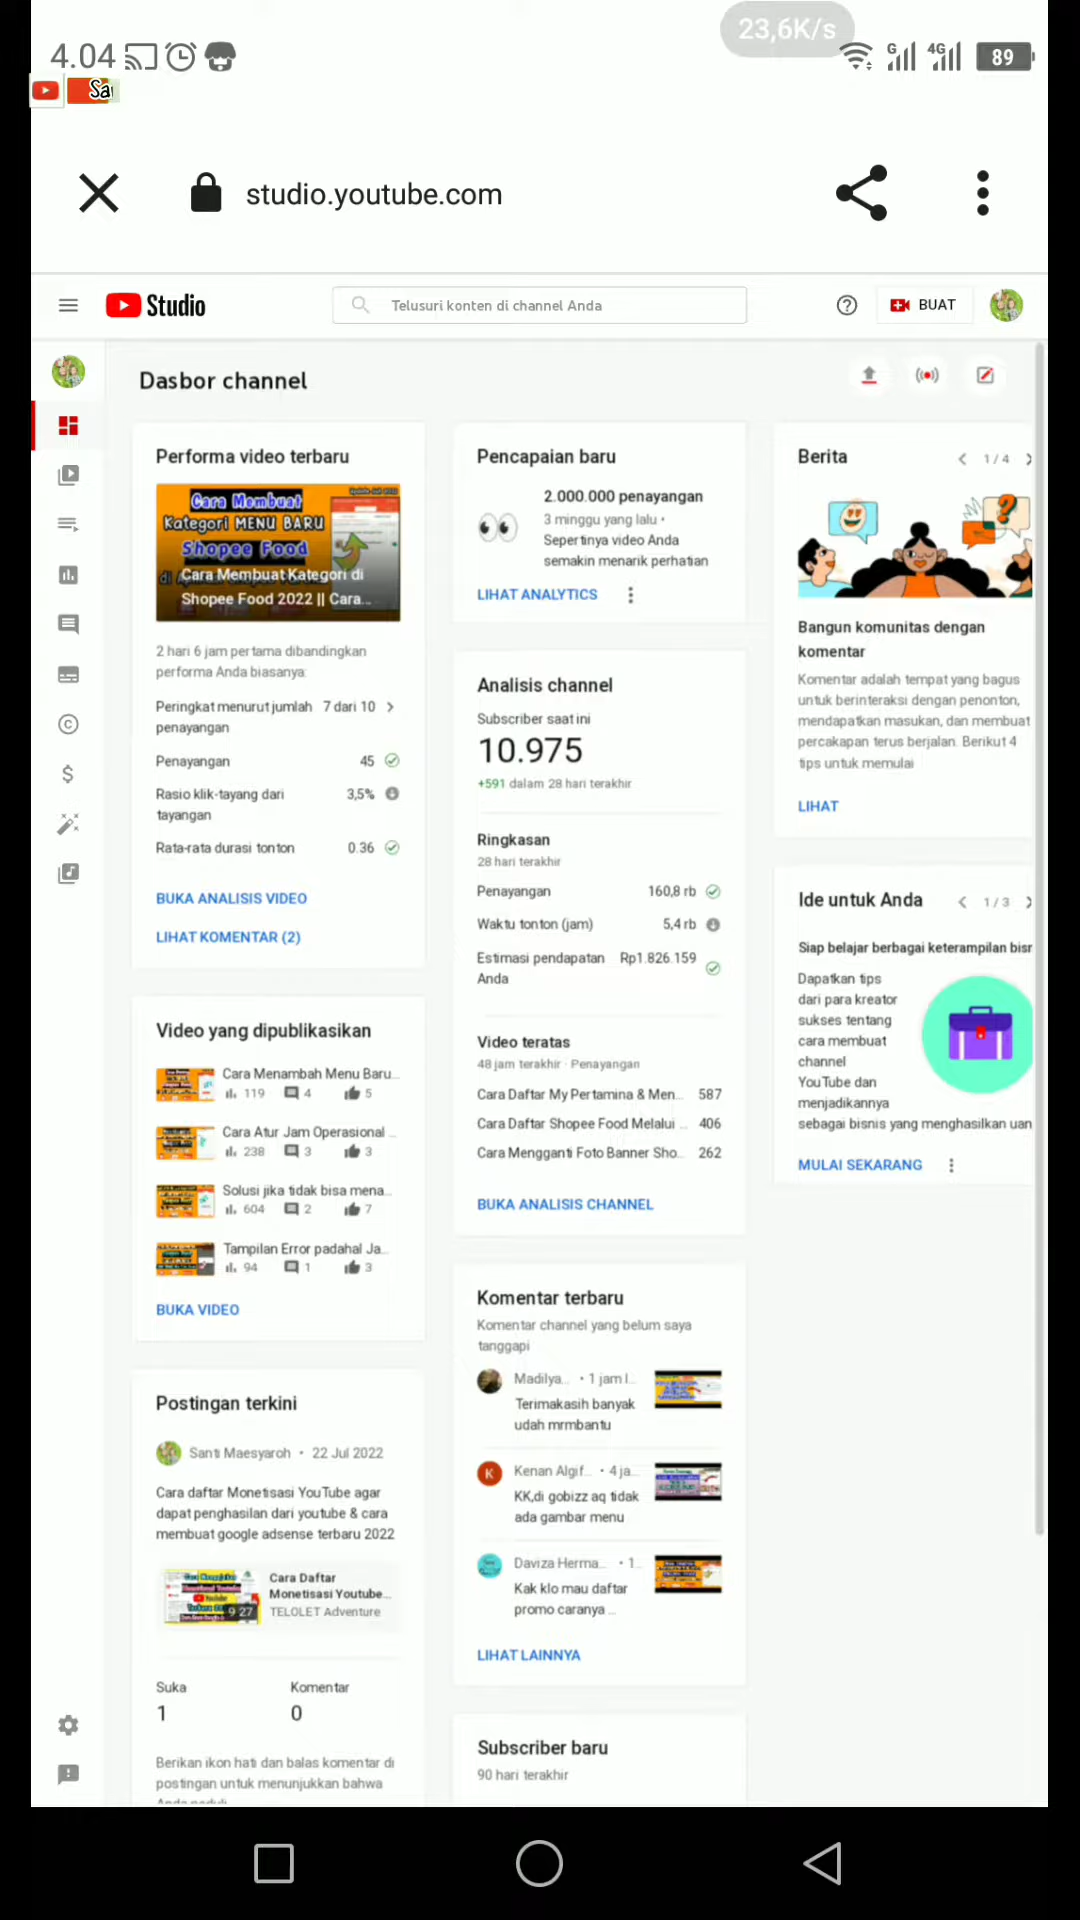 23,6K/s
4.04
G
4G
89
studio.youtube.com
Studio
Telusuri konten di channel Anda
BUAT
Dasbor channel
Performa video terbaru
Cara Membuat
Kategori MENU BARU
Shopee Food
Cara Membuat Kategori di
Shopee Food 2022 || Cara...
2 hari 6 jam pertama dibandingkan
performa Anda biasanya:
Peringkat menurut jumlah 7 dari 10
penayangan
Penayangan 45
Rasio klik-tayang dari 3,5%
tayangan
Rata-rata durasi tonton 0.36
BUKA ANALISIS VIDEO
LIHAT KOMENTAR (2)
Video yang dipublikasikan
Cara Menambah Menu Baru...
119 4 5
Cara Atur Jam Operasional ...
238 3 3
Solusi jika tidak bisa mena...
604 2 7
Tampilan Error padahal Ja...
94 1 3
BUKA VIDEO
Postingan terkini
Santi Maesyaroh • 22 Jul 2022
Cara daftar Monetisasi YouTube agar
dapat penghasilan dari youtube & cara
membuat google adsense terbaru 2022
9:27
Cara Daftar
Monetisasi Youtube...
TELOLET Adventure
Suka Komentar
1 0
Berikan ikon hati dan balas komentar di
postingan untuk menunjukkan bahwa
Anda peduli
Pencapaian baru
2.000.000 penayangan
3 minggu yang lalu •
Sepertinya video Anda
semakin menarik perhatian
LIHAT ANALYTICS
Analisis channel
Subscriber saat ini
10.975
+591 dalam 28 hari terakhir
Ringkasan
28 hari terakhir
Penayangan 160,8 rb
Waktu tonton (jam) 5,4 rb
Estimasi pendapatan Rp1.826.159
Anda
Video teratas
48 jam terakhir · Penayangan
Cara Daftar My Pertamina & Men... 587
Cara Daftar Shopee Food Melalui ... 406
Cara Mengganti Foto Banner Sho... 262
BUKA ANALISIS CHANNEL
Komentar terbaru
Komentar channel yang belum saya
tanggapi
Madilya... • 1 jam l...
Terimakasih banyak
udah mrmbantu
K
Kenan Algif... • 4 ja...
KK,di gobizz aq tidak
ada gambar menu
Daviza Herma... • 1...
Kak klo mau daftar
promo caranya ...
LIHAT LAINNYA
Subscriber baru
90 hari terakhir
Berita 1 / 4
Bangun komunitas dengan
komentar
Komentar adalah tempat yang bagus
untuk berinteraksi dengan penonton,
mendapatkan masukan, dan membuat
percakapan terus berjalan. Berikut 4
tips untuk memulai
LIHAT
Ide untuk Anda 1 / 3
Siap belajar berbagai keterampilan bisr
Dapatkan tips
dari para kreator
sukses tentang
cara membuat
channel
YouTube dan
menjadikannya
sebagai bisnis yang menghasilkan uan
MULAI SEKARANG